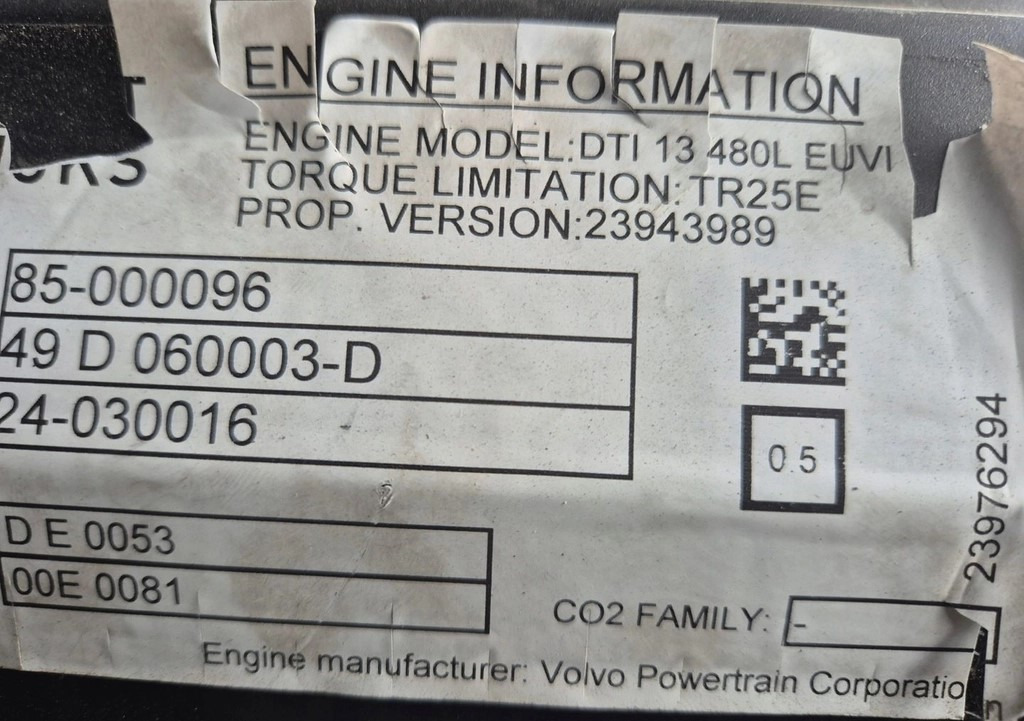 ENGINE INFORMATION
ENGINE MODEL:DTI 13 480L EUVI
TORQUE LIMITATION: TR25E
PROP. VERSION:23943989
85-000096
49 D 060003-D
24-030016
0.5
23976294
D E 0053
00E 0081
CO2 FAMILY: -
Engine manufacturer: Volvo Powertrain Corporation